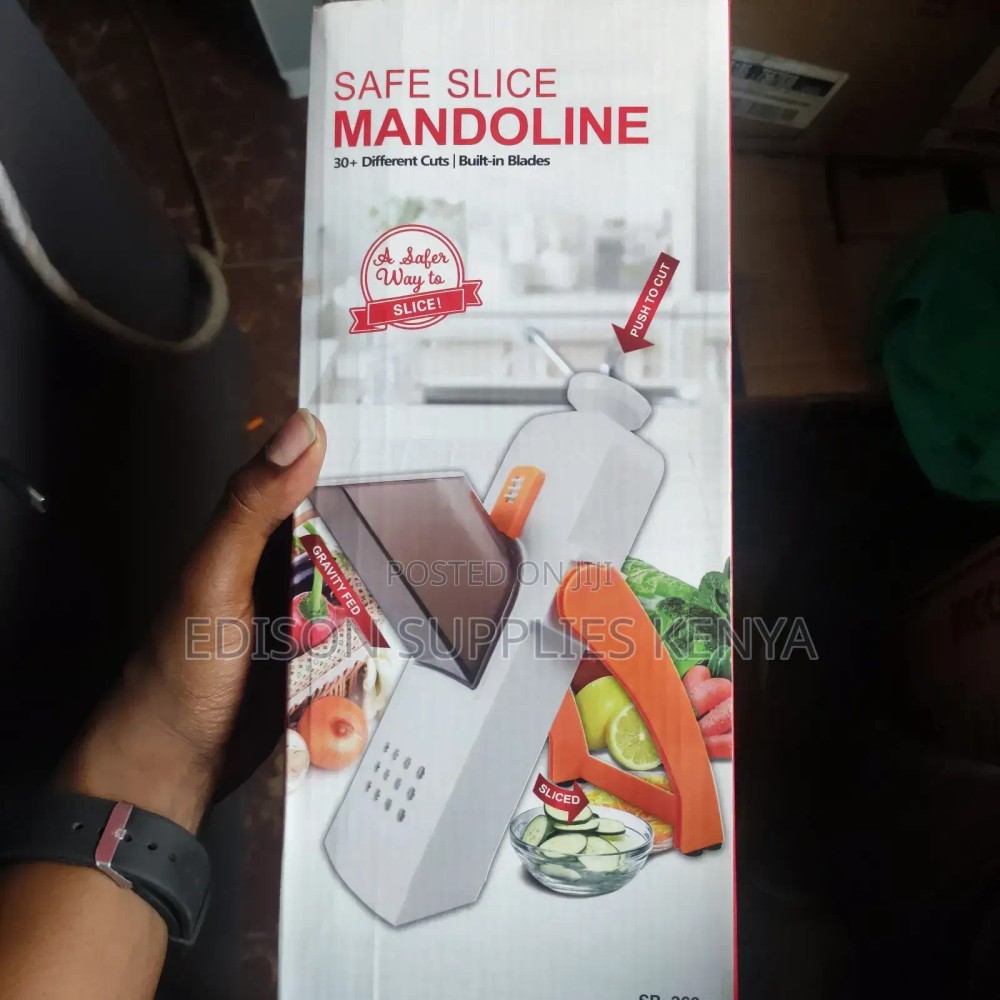 SAFE SLICE
MANDOLINE
30+ Different Cuts | Built-in Blades
A Safer
Way to
SLICE!
PUSH TO CUT
GRAVITY FED
POSTED ON JIJI
EDISON SUPPLIES KENYA
SLICED